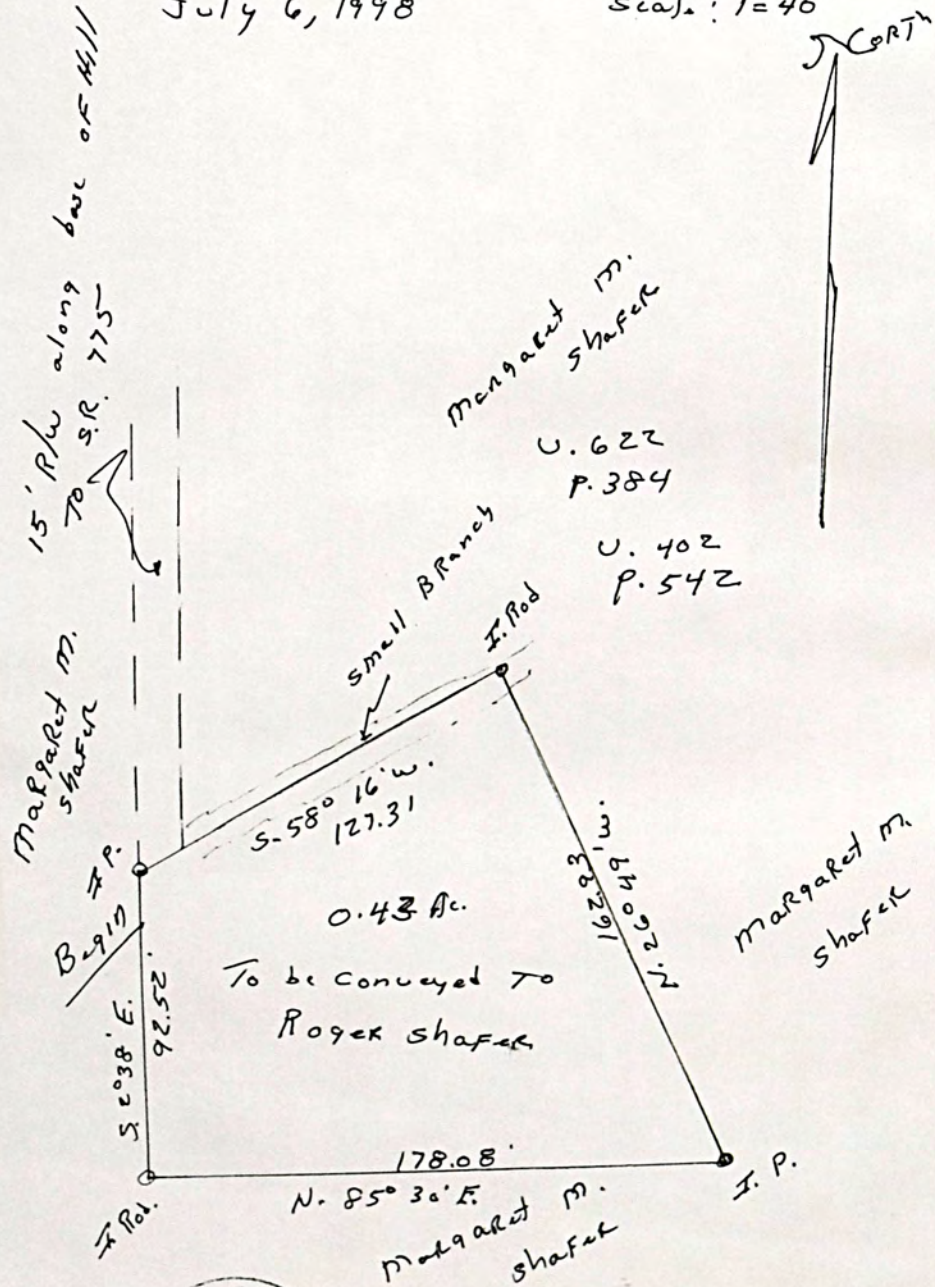 July 6, 1998
Scale: 1=40
NORTH
15' R/W along base OF Hill
TO S.R. 775
Margaret M.
Shafer
U. 622
P. 384
U. 402
P. 542
Small BRanch
I. Rod
Margaret M.
Shafer
S. 58° 16' W.
127.31
I. P.
Begin
S. 2° 38' E.
92.52'
0.43 Ac.
To be conveyed To
Roger Shafer
162.23
N. 26° 49' W.
Margaret M.
Shafer
178.08'
N. 85° 30' E.
I. Rod.
I. P.
Margaret M.
Shafer